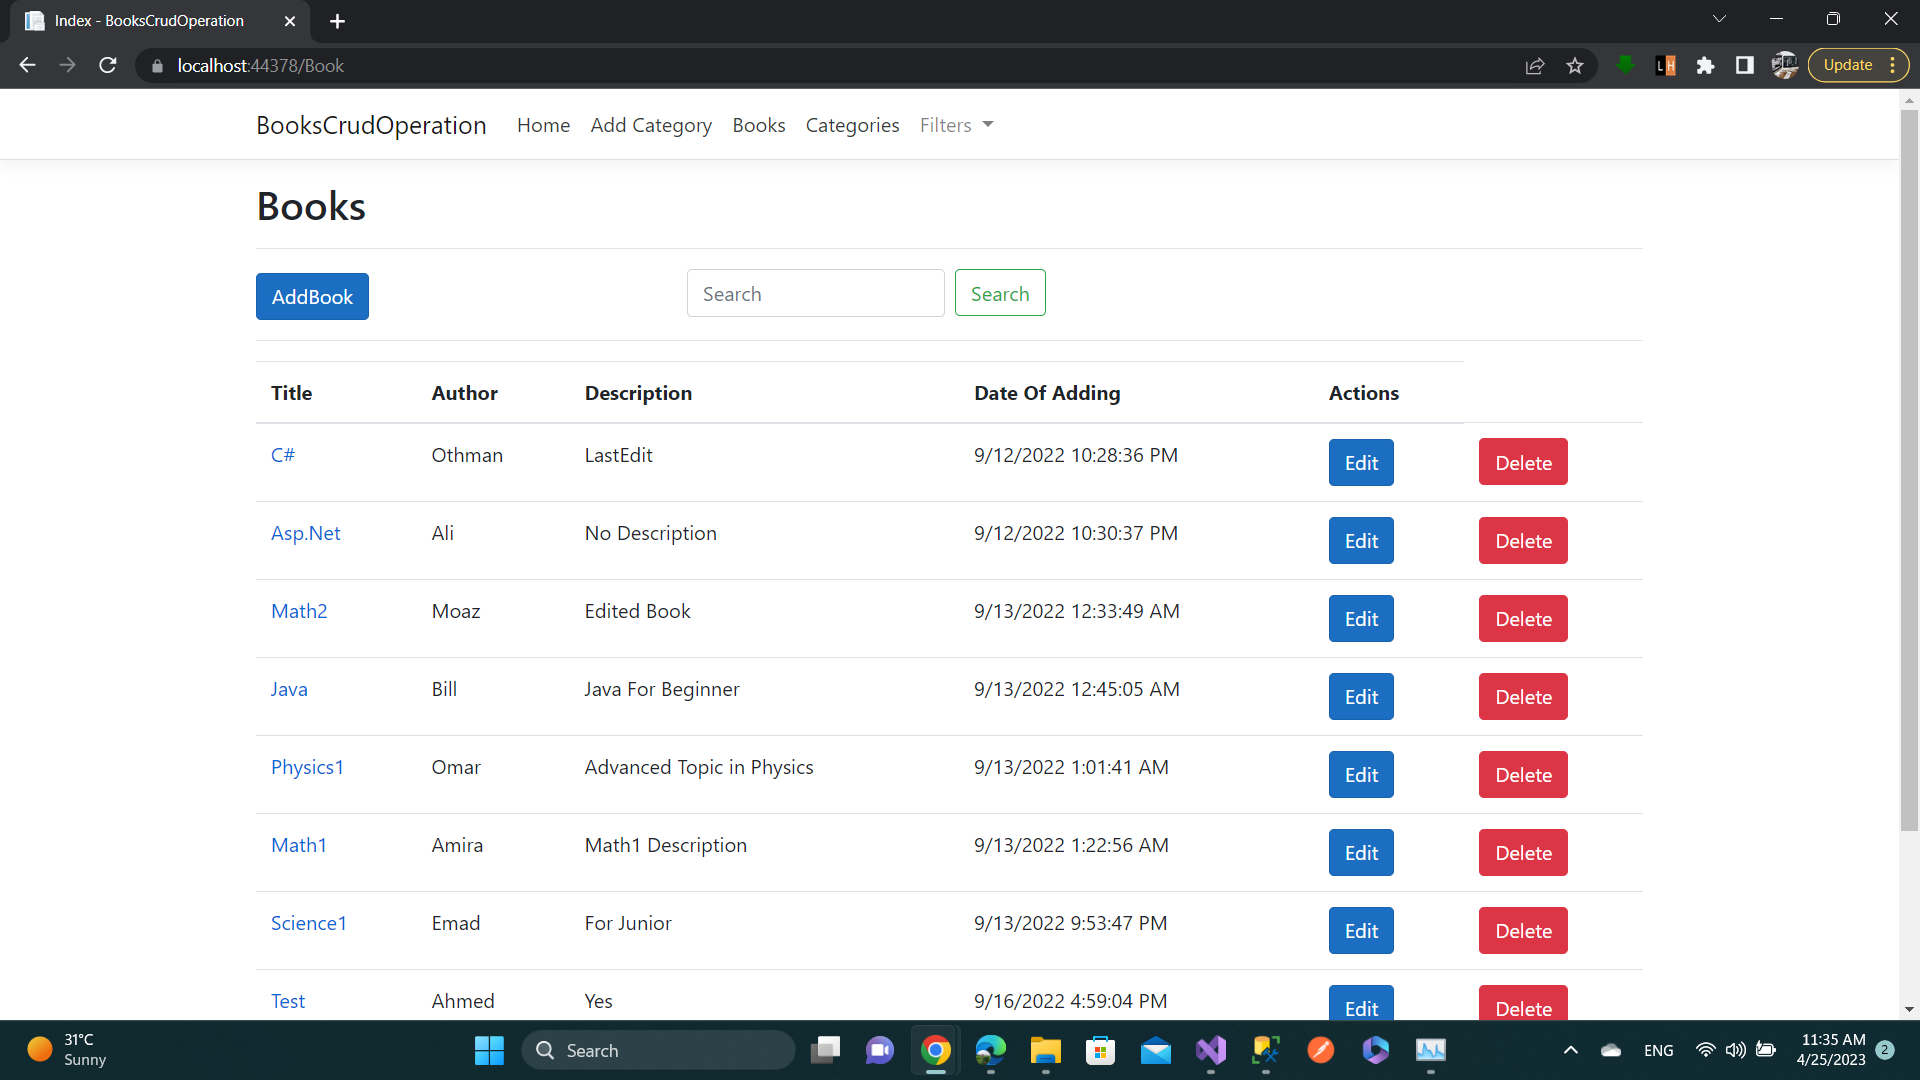 Index - BooksCrudOperation
localhost:44378/Book
Update
BooksCrudOperation Home Add Category Books Categories Filters
Books
AddBook Search Search
Title Author Description Date Of Adding Actions
C# Othman LastEdit 9/12/2022 10:28:36 PM Edit Delete
Asp.Net Ali No Description 9/12/2022 10:30:37 PM Edit Delete
Math2 Moaz Edited Book 9/13/2022 12:33:49 AM Edit Delete
Java Bill Java For Beginner 9/13/2022 12:45:05 AM Edit Delete
Physics1 Omar Advanced Topic in Physics 9/13/2022 1:01:41 AM Edit Delete
Math1 Amira Math1 Description 9/13/2022 1:22:56 AM Edit Delete
Science1 Emad For Junior 9/13/2022 9:53:47 PM Edit Delete
Test Ahmed Yes 9/16/2022 4:59:04 PM Edit Delete
31°C
Sunny
Search
ENG
11:35 AM
4/25/2023
2
LH